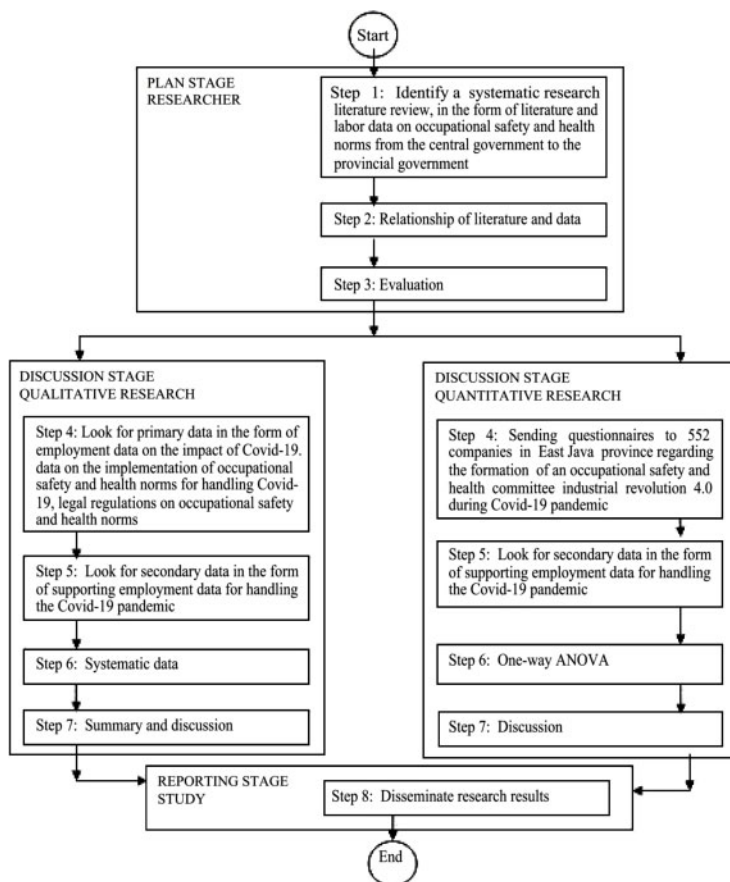 Start
PLAN STAGE
RESEARCHER
Step 1: Identify a systematic research
literature review, in the form of literature and
labor data on occupational safety and health
norms from the central government to the
provincial government
Step 2: Relationship of literature and data
Step 3: Evaluation
DISCUSSION STAGE
QUALITATIVE RESEARCH
Step 4: Look for primary data in the form of
employment data on the impact of Covid-19.
data on the implementation of occupational
safety and health norms for handling Covid-
19, legal regulations on occupational safety
and health norms
Step 5: Look for secondary data in the form
of supporting employment data for handling
the Covid-19 pandemic
Step 6: Systematic data
Step 7: Summary and discussion
DISCUSSION STAGE
QUANTITATIVE RESEARCH
Step 4: Sending questionnaires to 552
companies in East Java province regarding
the formation of an occupational safety and
health committee industrial revolution 4.0
during Covid-19 pandemic
Step 5: Look for secondary data in the form
of supporting employment data for handling
the Covid-19 pandemic
Step 6: One-way ANOVA
Step 7: Discussion
REPORTING STAGE
STUDY
Step 8: Disseminate research results
End